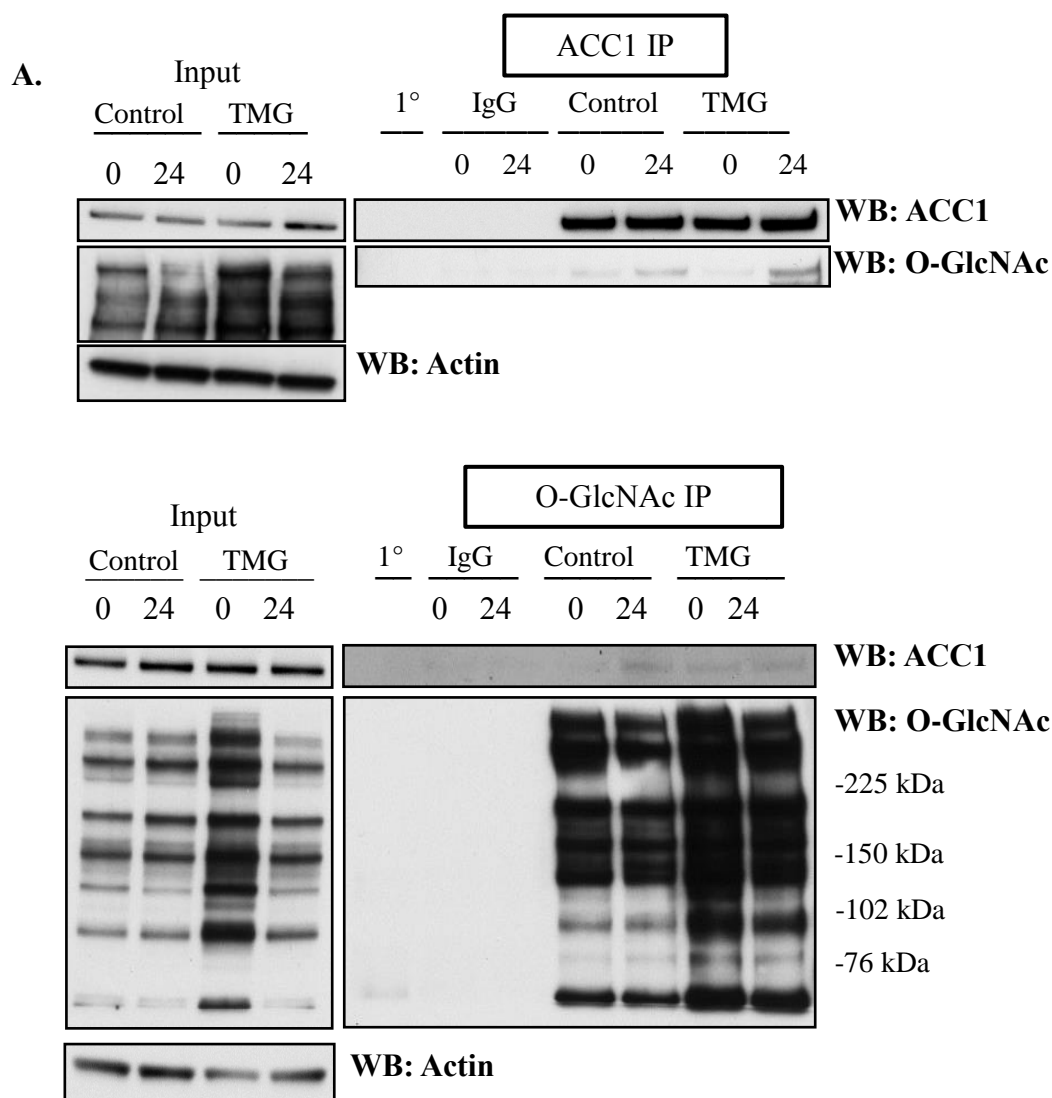 A.
Input
ACC1 IP
Control TMG
1° IgG Control TMG
0 24 0 24
0 24 0 24 0 24
WB: ACC1
WB: O-GlcNAc
WB: Actin
O-GlcNAc IP
Input
Control TMG
1° IgG Control TMG
0 24 0 24
0 24 0 24 0 24
WB: ACC1
WB: O-GlcNAc
-225 kDa
-150 kDa
-102 kDa
-76 kDa
WB: Actin